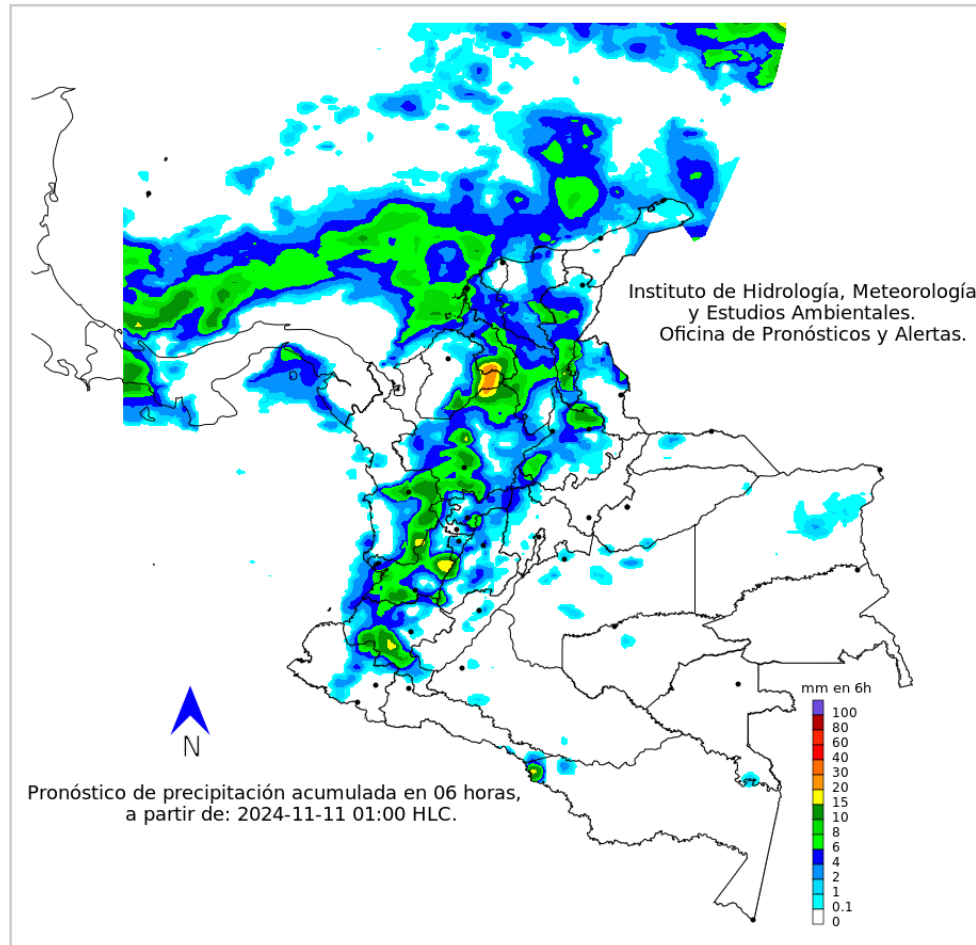 Instituto de Hidrología, Meteorología
y Estudios Ambientales.
Oficina de Pronósticos y Alertas.
mm en 6h
100
80
60
40
30
20
15
10
8
6
4
2
1
0.1
0
N
Pronóstico de precipitación acumulada en 06 horas,
a partir de: 2024-11-11 01:00 HLC.